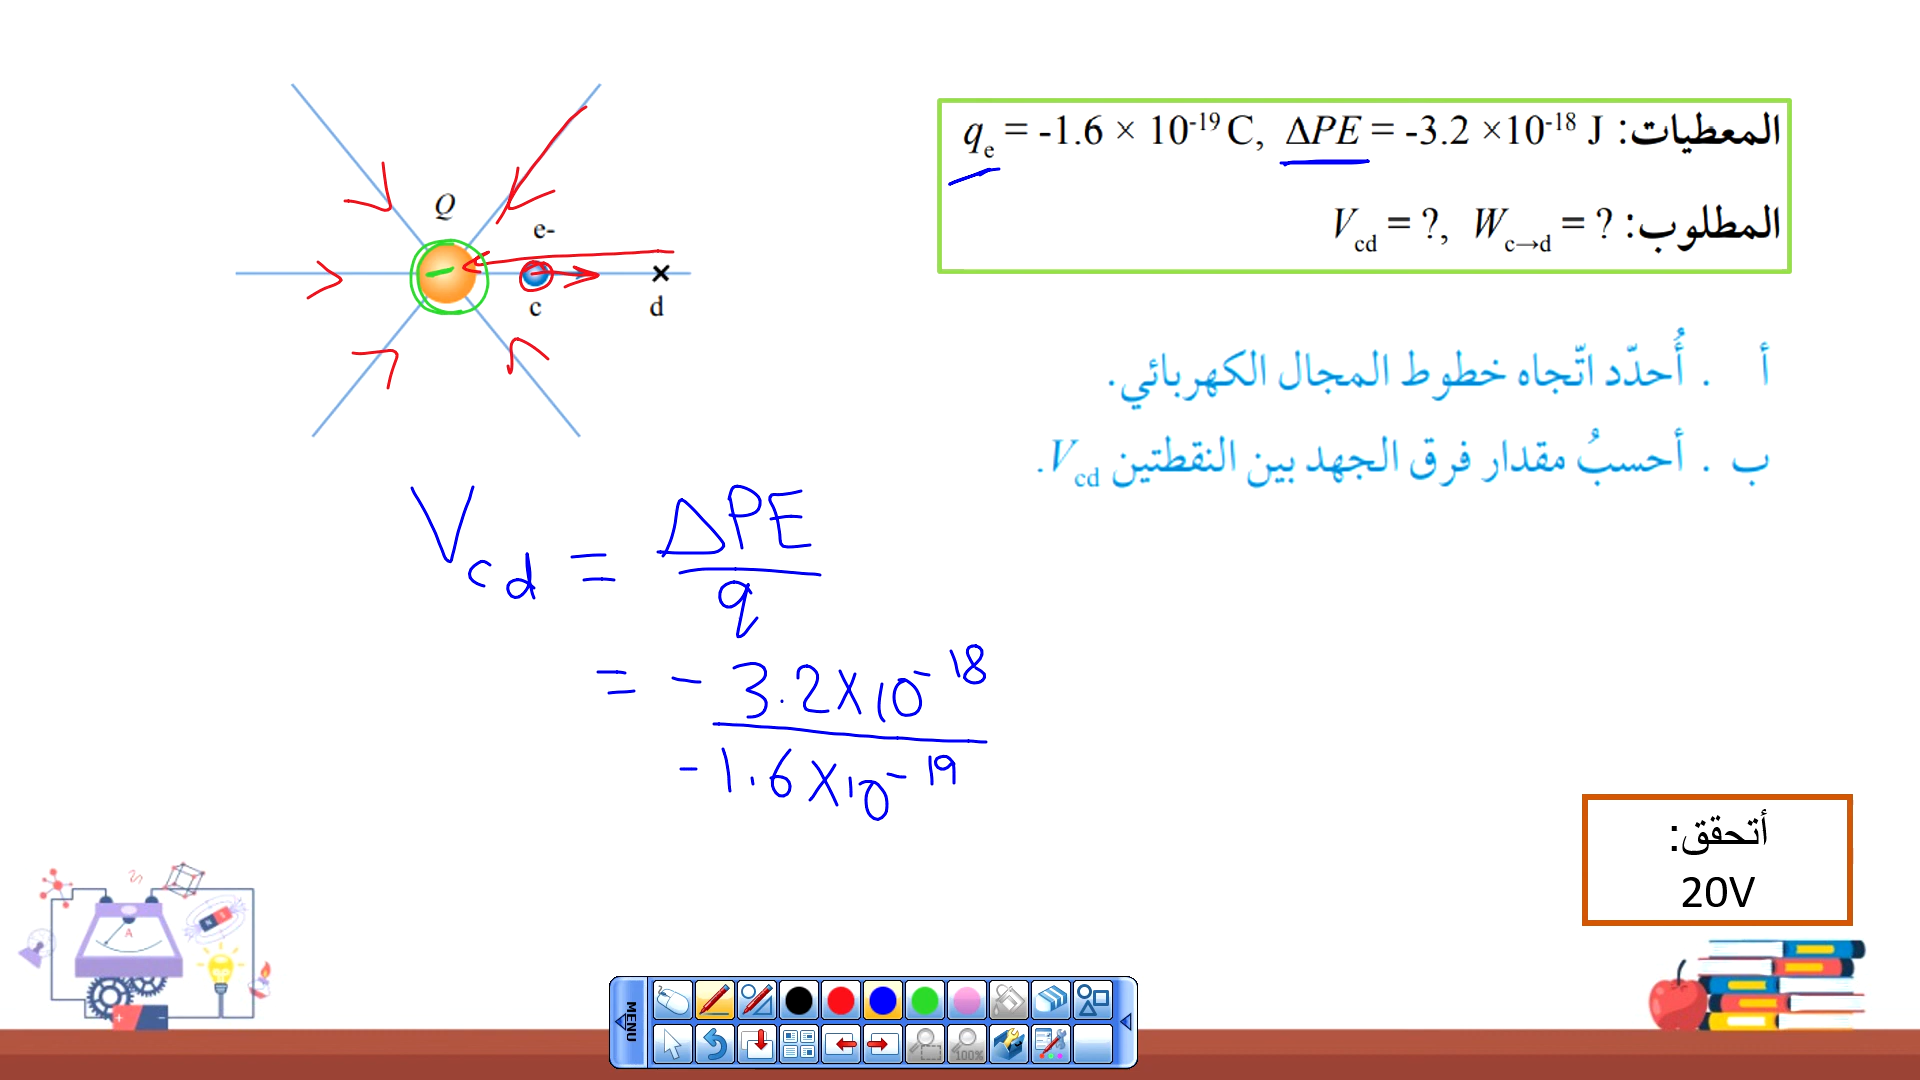 المعطيات: q_e = -1.6 × 10^-19 C, ΔPE = -3.2 ×10^-18 J
المطلوب: V_cd = ?, W_c→d = ?
Q
e-
c
d
أ . أُحدّد اتّجاه خطوط المجال الكهربائي.
ب . أحسبُ مقدار فرق الجهد بين النقطتين V_cd.
V_cd = ΔPE / q
= - 3.2 × 10^-18 / -1.6 × 10^-19
أتحقق:
20V
A
MENU
100%